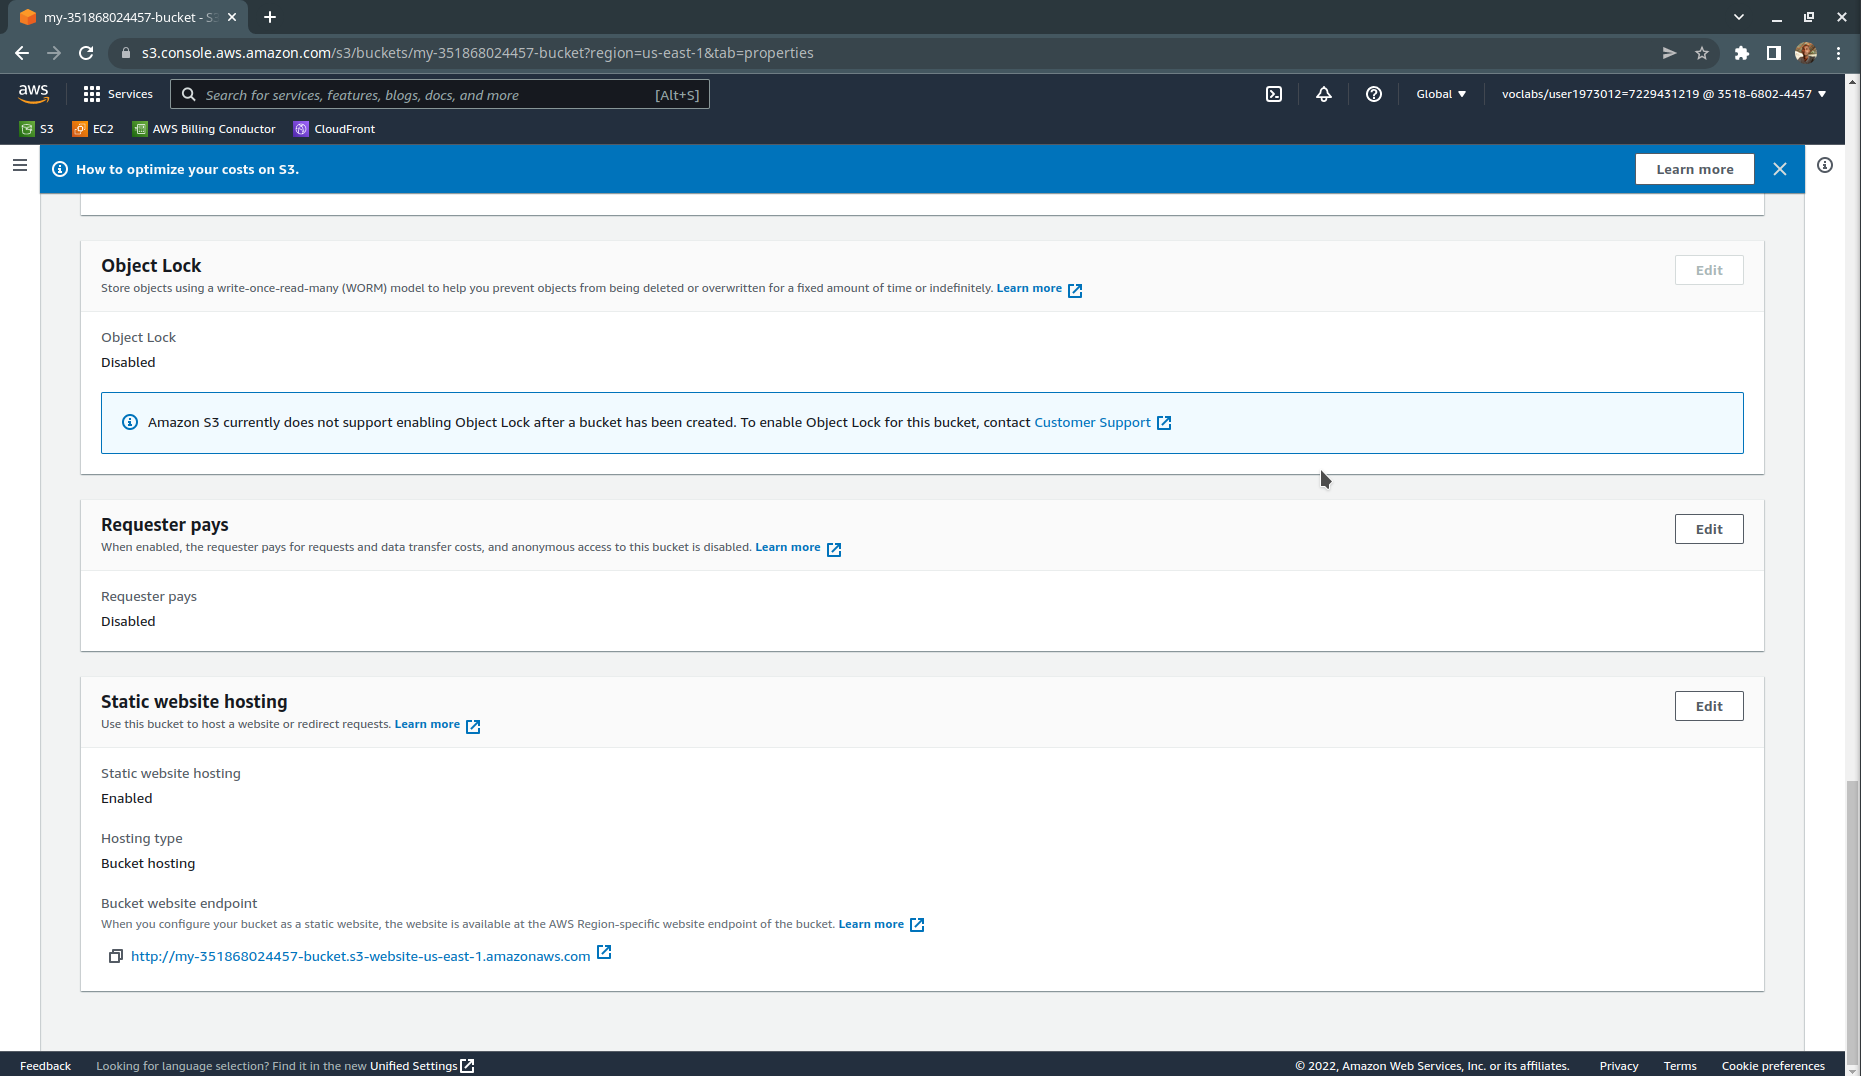 my-351868024457-bucket - S3
s3.console.aws.amazon.com/s3/buckets/my-351868024457-bucket?region=us-east-1&tab=properties
aws
Services
Search for services, features, blogs, docs, and more
[Alt+S]
Global
voclabs/user1973012=7229431219 @ 3518-6802-4457
S3
EC2
AWS Billing Conductor
CloudFront
How to optimize your costs on S3.
Learn more
Object Lock
Edit
Store objects using a write-once-read-many (WORM) model to help you prevent objects from being deleted or overwritten for a fixed amount of time or indefinitely. Learn more
Object Lock
Disabled
Amazon S3 currently does not support enabling Object Lock after a bucket has been created. To enable Object Lock for this bucket, contact Customer Support
Requester pays
Edit
When enabled, the requester pays for requests and data transfer costs, and anonymous access to this bucket is disabled. Learn more
Requester pays
Disabled
Static website hosting
Edit
Use this bucket to host a website or redirect requests. Learn more
Static website hosting
Enabled
Hosting type
Bucket hosting
Bucket website endpoint
When you configure your bucket as a static website, the website is available at the AWS Region-specific website endpoint of the bucket. Learn more
http://my-351868024457-bucket.s3-website-us-east-1.amazonaws.com
Feedback
Looking for language selection? Find it in the new Unified Settings
© 2022, Amazon Web Services, Inc. or its affiliates.
Privacy
Terms
Cookie preferences